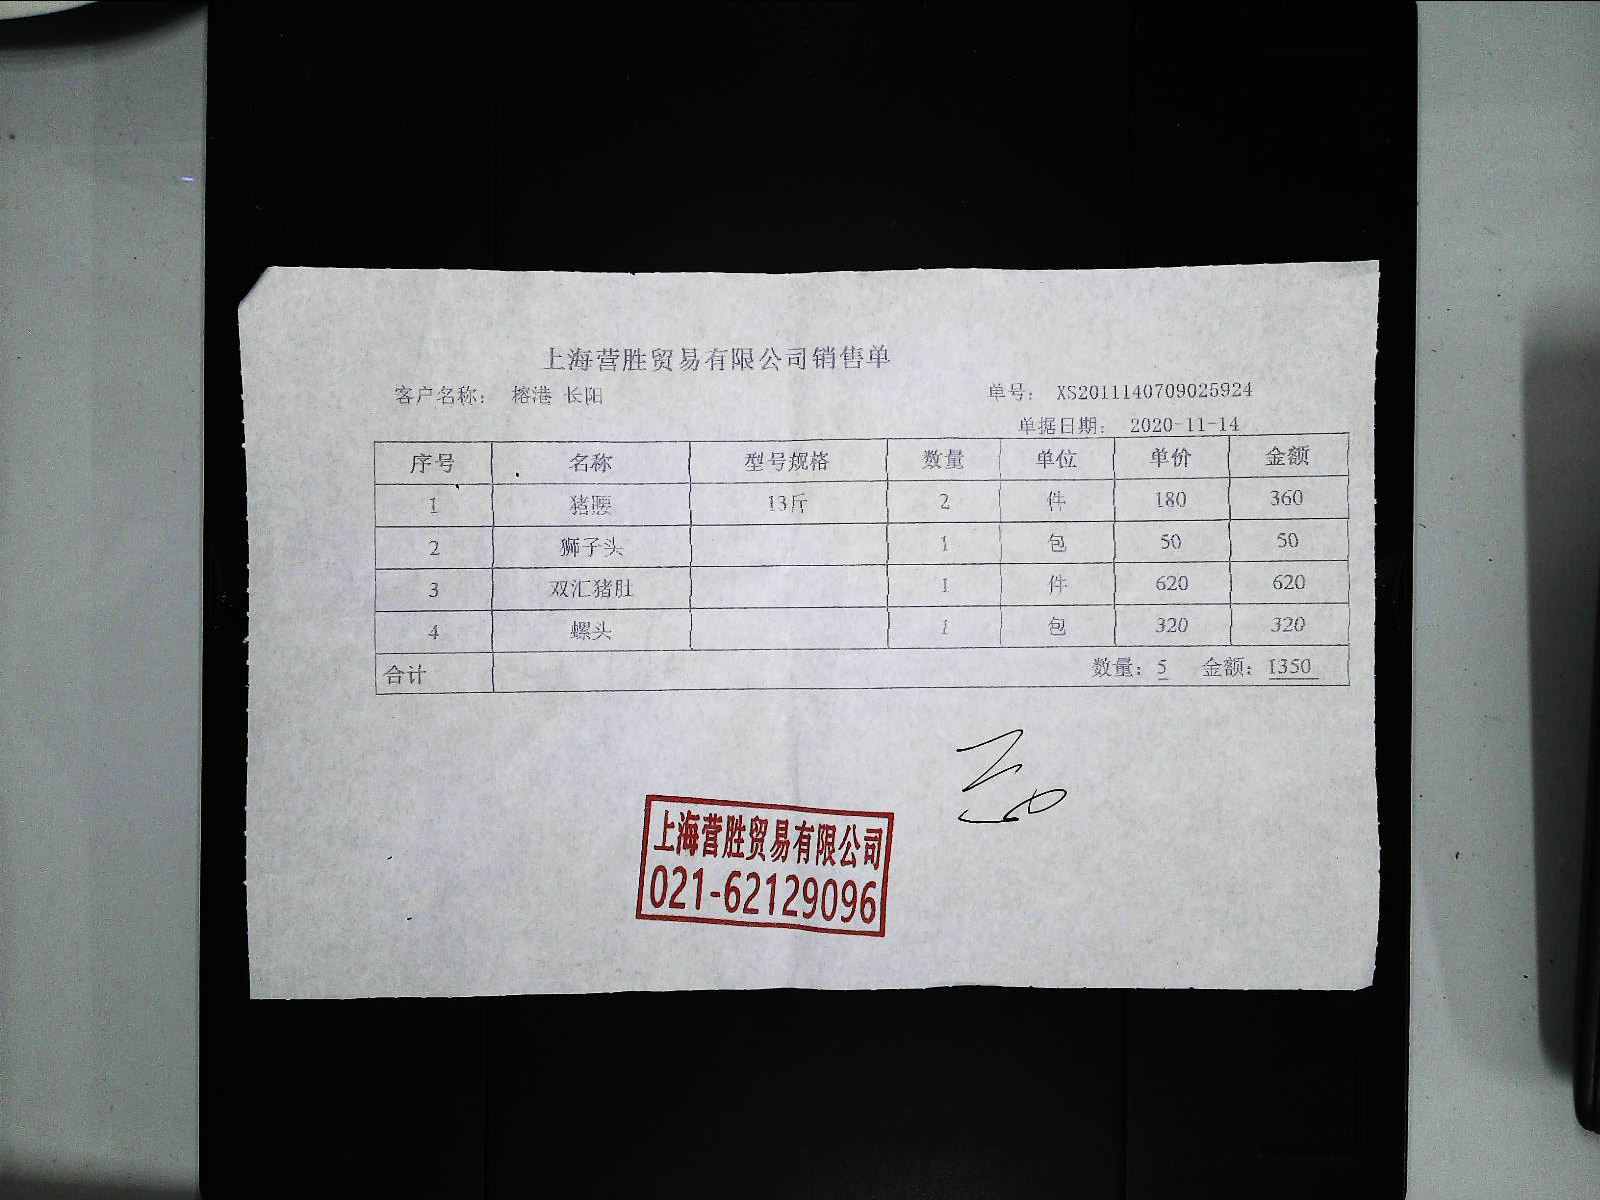 上海营胜贸易有限公司销售单
客户名称： 榕港 长阳 单号： XS2011140709025924
单据日期： 2020-11-14
序号 名称 型号规格 数量 单位 单价 金额
1 猪腰 13斤 2 件 180 360
2 狮子头 1 包 50 50
3 双汇猪肚 1 件 620 620
4 螺头 1 包 320 320
合计 数量：5 金额：1350
上海营胜贸易有限公司
021-62129096